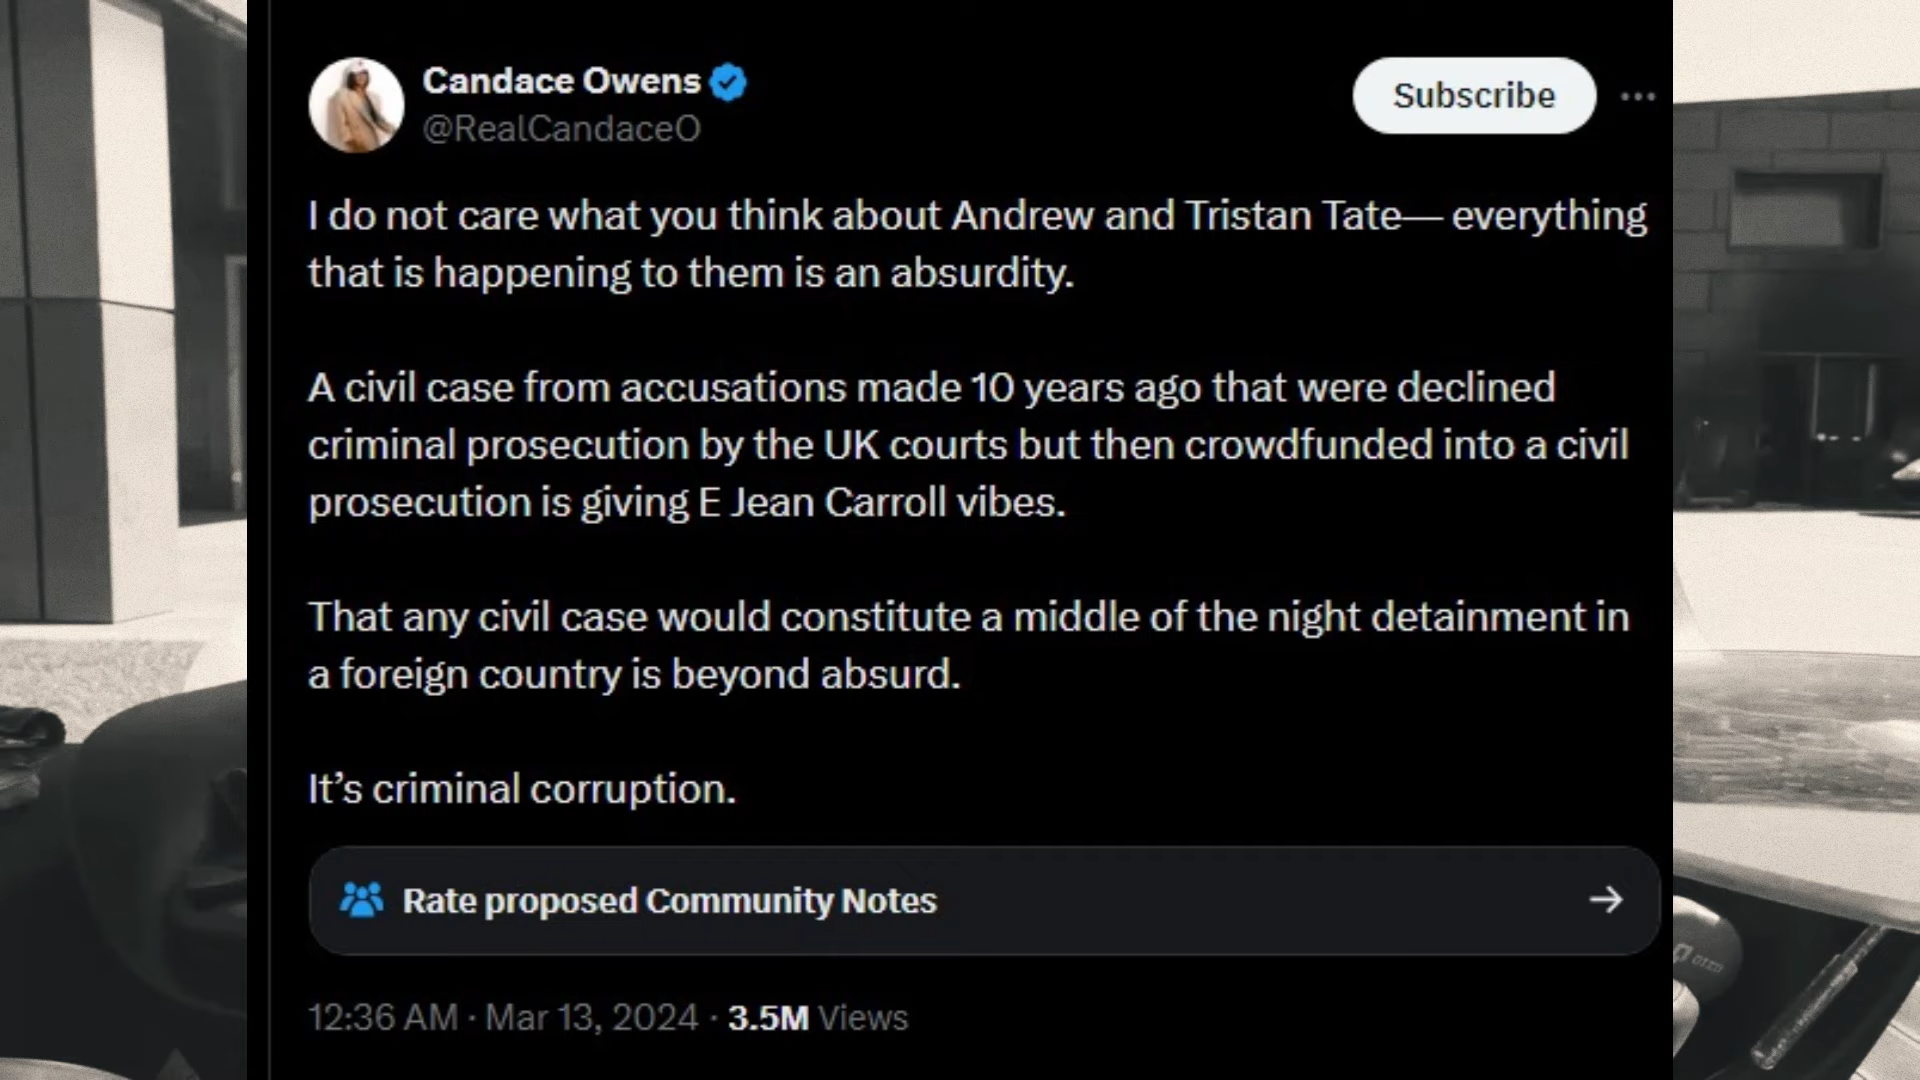 Candace Owens
@RealCandaceO
Subscribe
I do not care what you think about Andrew and Tristan Tate— everything
that is happening to them is an absurdity.
A civil case from accusations made 10 years ago that were declined
criminal prosecution by the UK courts but then crowdfunded into a civil
prosecution is giving E Jean Carroll vibes.
That any civil case would constitute a middle of the night detainment in
a foreign country is beyond absurd.
It’s criminal corruption.
Rate proposed Community Notes
12:36 AM · Mar 13, 2024 · 3.5M Views